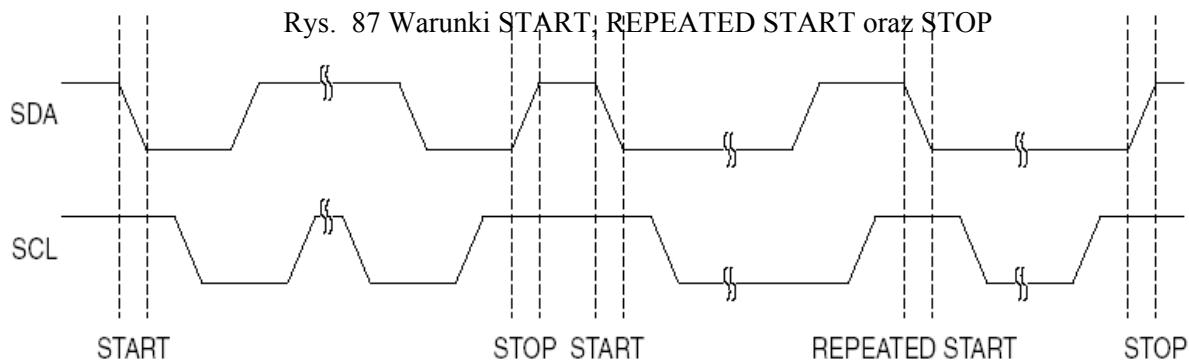 Rys. 87 Warunki START, REPEATED START oraz STOP
SDA
SCL
START STOP START REPEATED START STOP